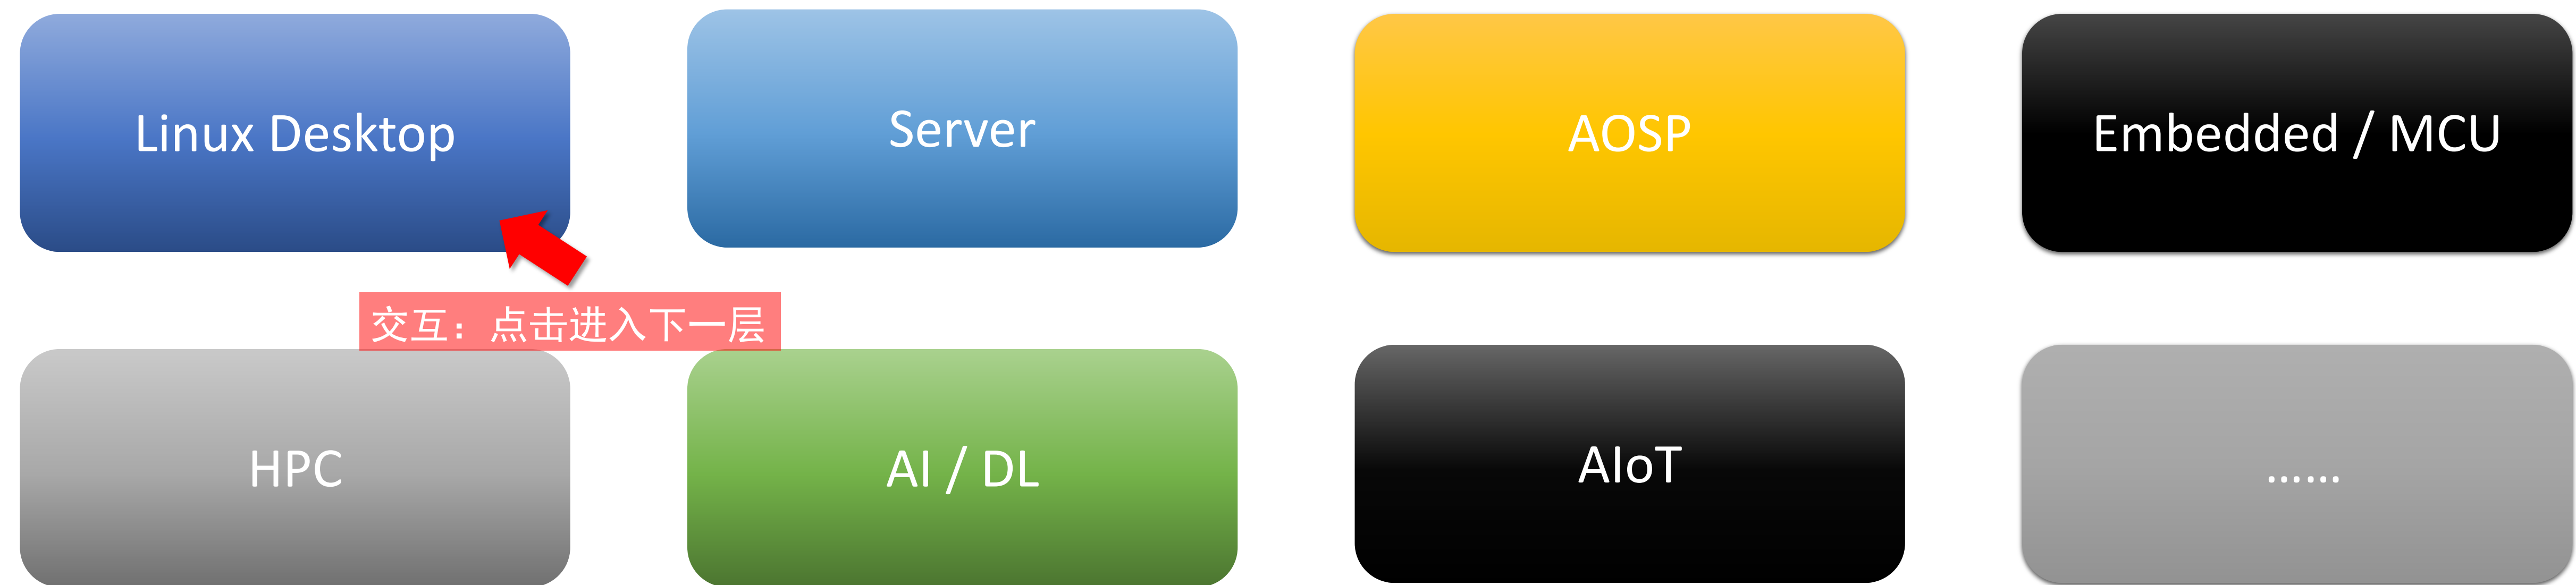 Linux Desktop
Server
AOSP
Embedded / MCU
交互：点击进入下一层
HPC
AI / DL
AIoT
……